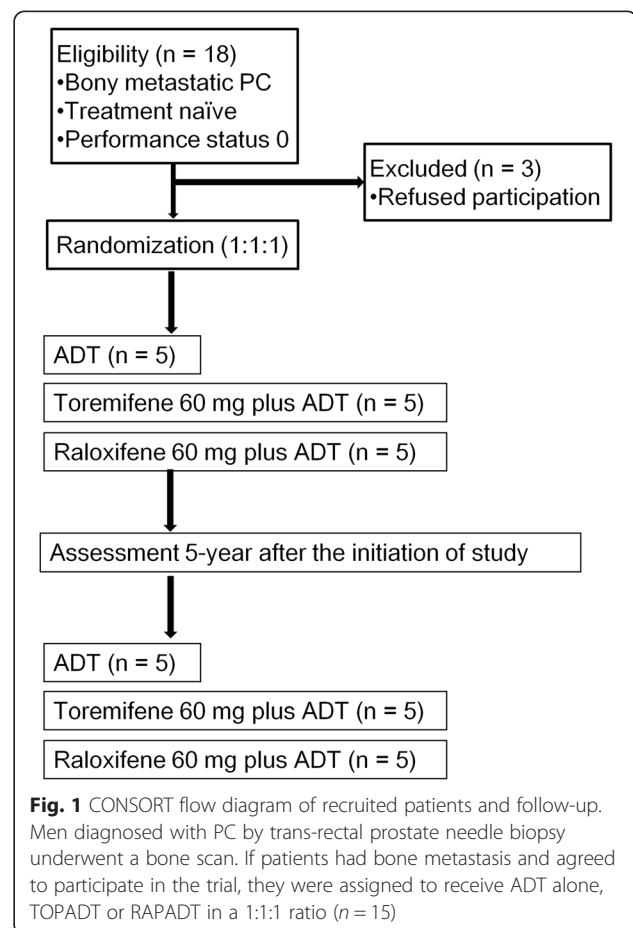 Eligibility (n = 18)
•Bony metastatic PC
•Treatment naïve
•Performance status 0
Excluded (n = 3)
•Refused participation
Randomization (1:1:1)
ADT (n = 5)
Toremifene 60 mg plus ADT (n = 5)
Raloxifene 60 mg plus ADT (n = 5)
Assessment 5-year after the initiation of study
ADT (n = 5)
Toremifene 60 mg plus ADT (n = 5)
Raloxifene 60 mg plus ADT (n = 5)
Fig. 1 CONSORT flow diagram of recruited patients and follow-up.
Men diagnosed with PC by trans-rectal prostate needle biopsy
underwent a bone scan. If patients had bone metastasis and agreed
to participate in the trial, they were assigned to receive ADT alone,
TOPADT or RAPADT in a 1:1:1 ratio (n = 15)